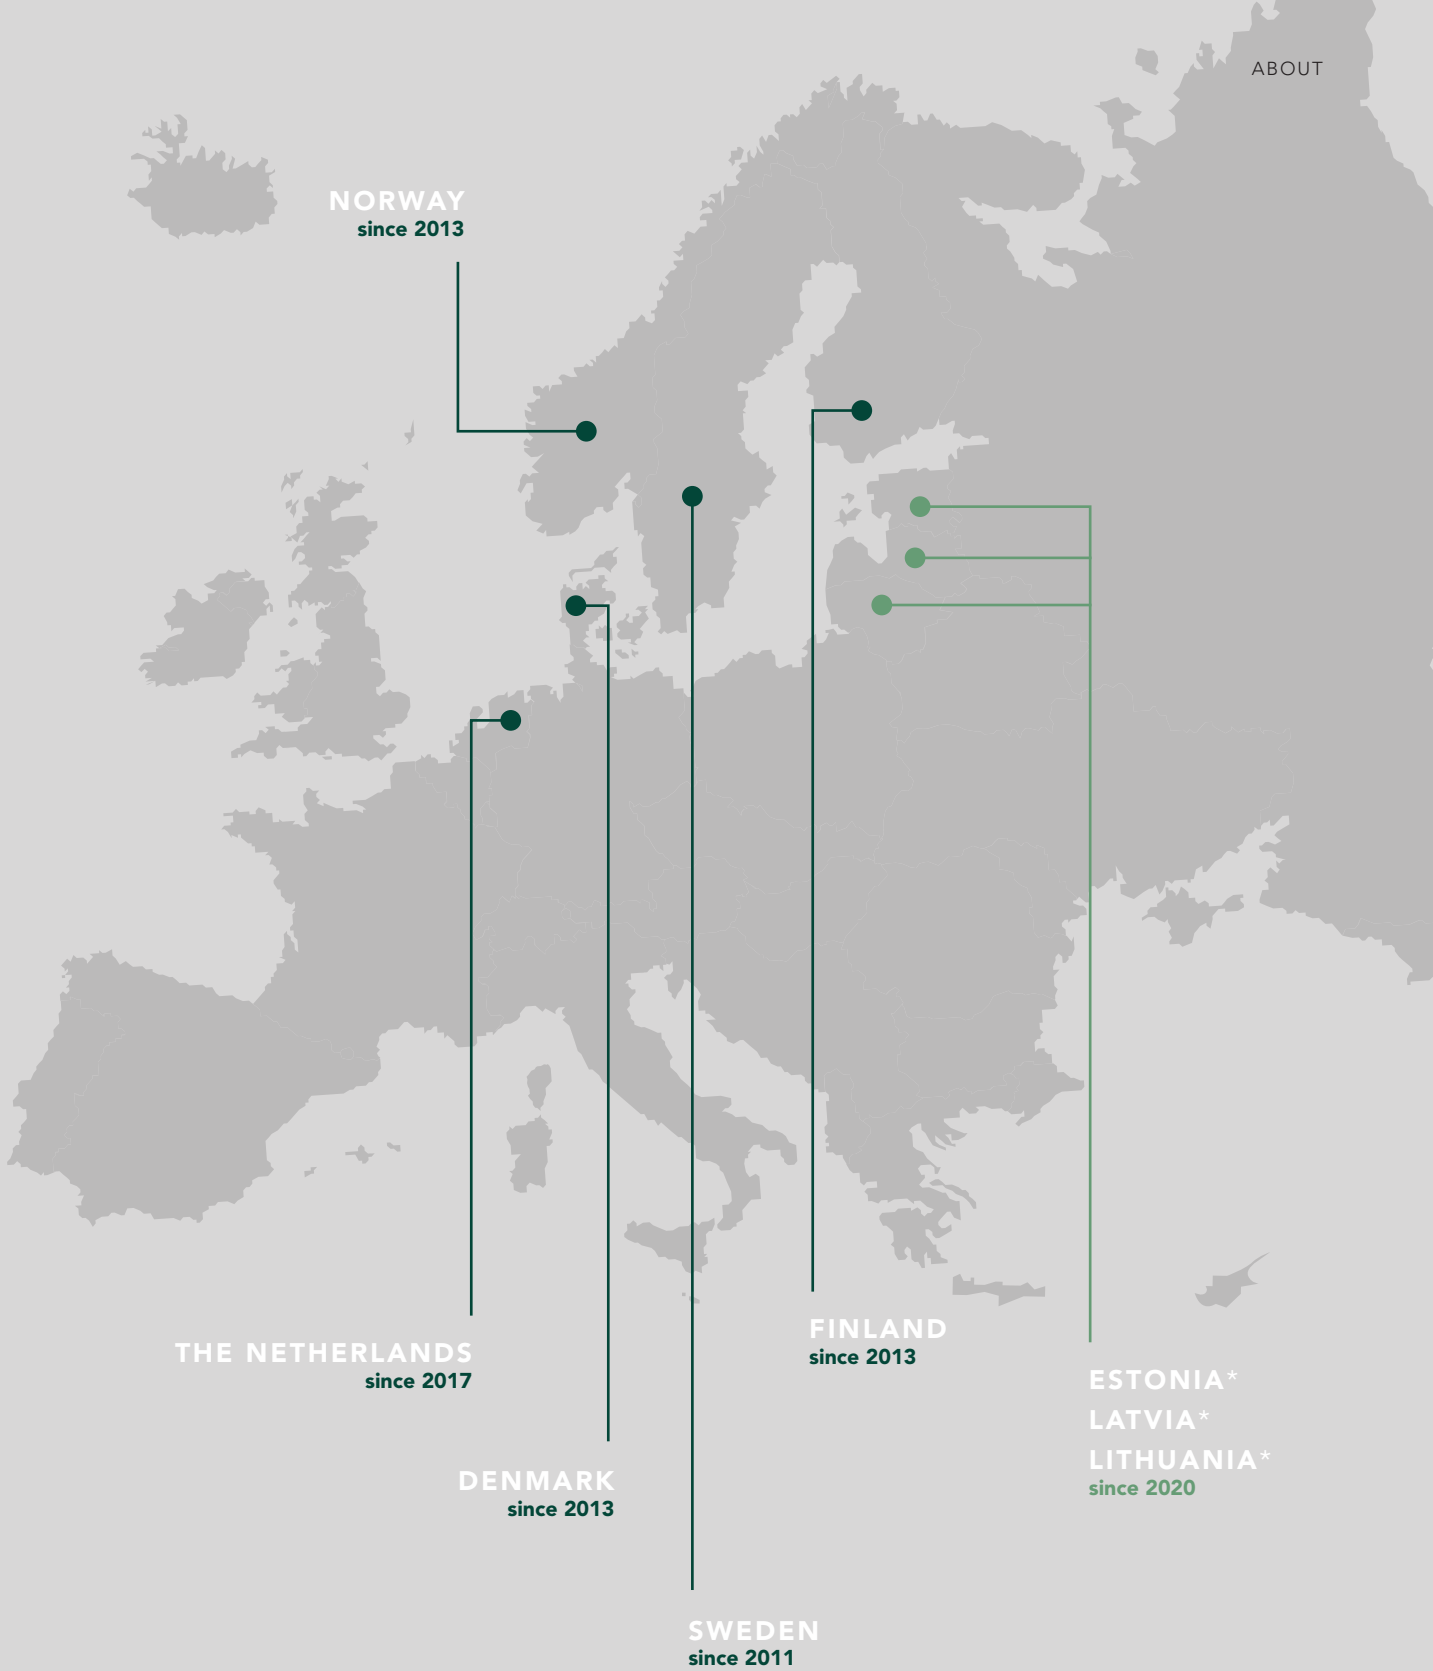 ABOUT
NORWAY
since 2013
THE NETHERLANDS
since 2017
DENMARK
since 2013
SWEDEN
since 2011
FINLAND
since 2013
ESTONIA*
LATVIA*
LITHUANIA*
since 2020